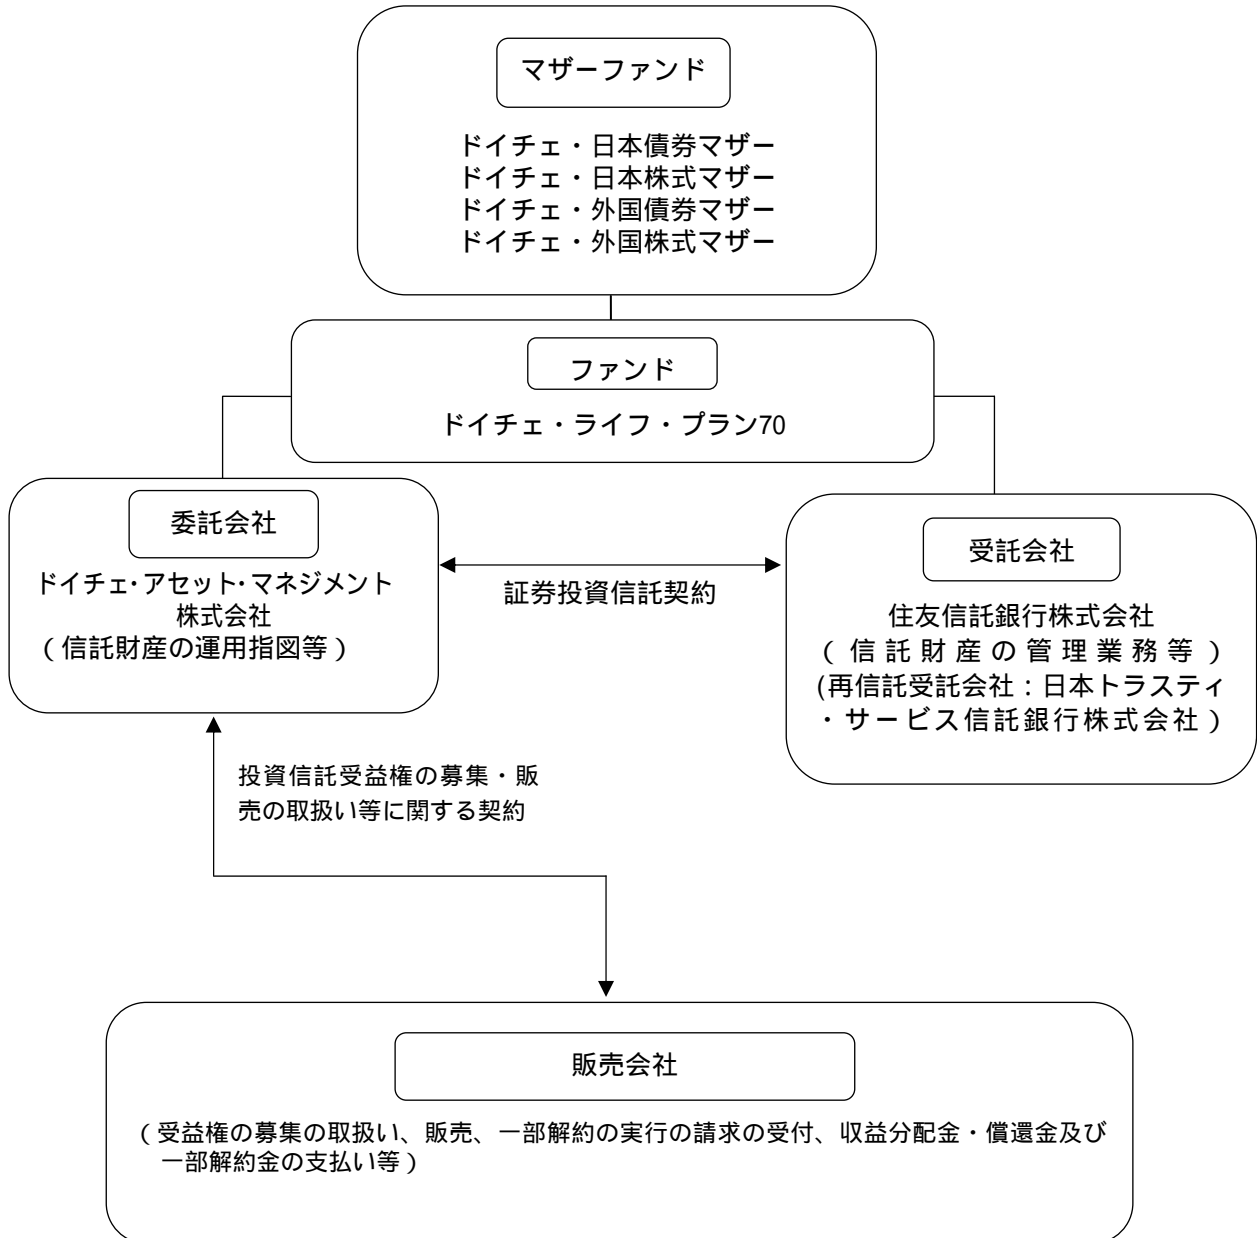 マザーファンド
ドイチェ・日本債券マザー
ドイチェ・日本株式マザー
ドイチェ・外国債券マザー
ドイチェ・外国株式マザー
ファンド
ドイチェ・ライフ・プラン70
委託会社
ドイチェ・アセット・マネジメント
株式会社
(信託財産の運用指図等)
証券投資信託契約
受託会社
住友信託銀行株式会社
(信託財産の管理業務等)
(再信託受託会社:日本トラスティ
・サービス信託銀行株式会社)
投資信託受益権の募集・販
売の取扱い等に関する契約
販売会社
(受益権の募集の取扱い、販売、一部解約の実行の請求の受付、収益分配金・償還金及び
一部解約金の支払い等)